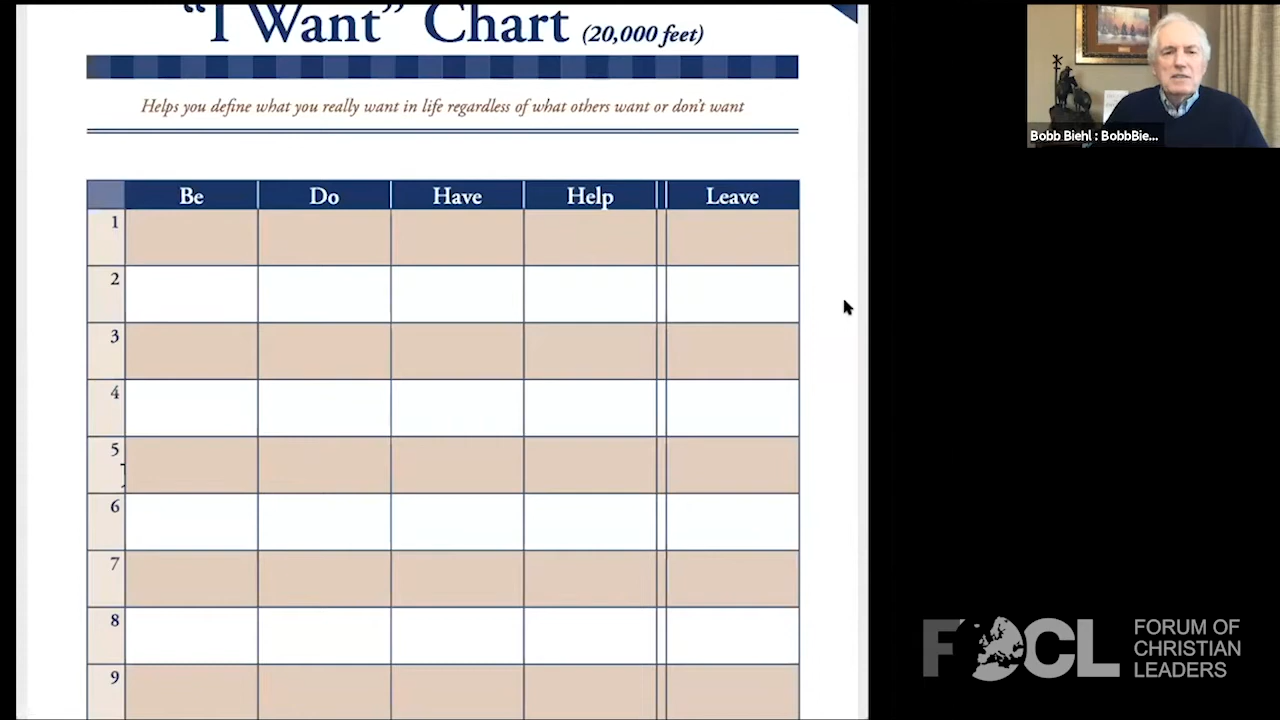 “I Want” Chart (20,000 feet)
Helps you define what you really want in life regardless of what others want or don’t want
Be Do Have Help Leave
1
2
3
4
5
6
7
8
9
Bobb Biehl : BobbBie...
FOCL
FORUM OF
CHRISTIAN
LEADERS